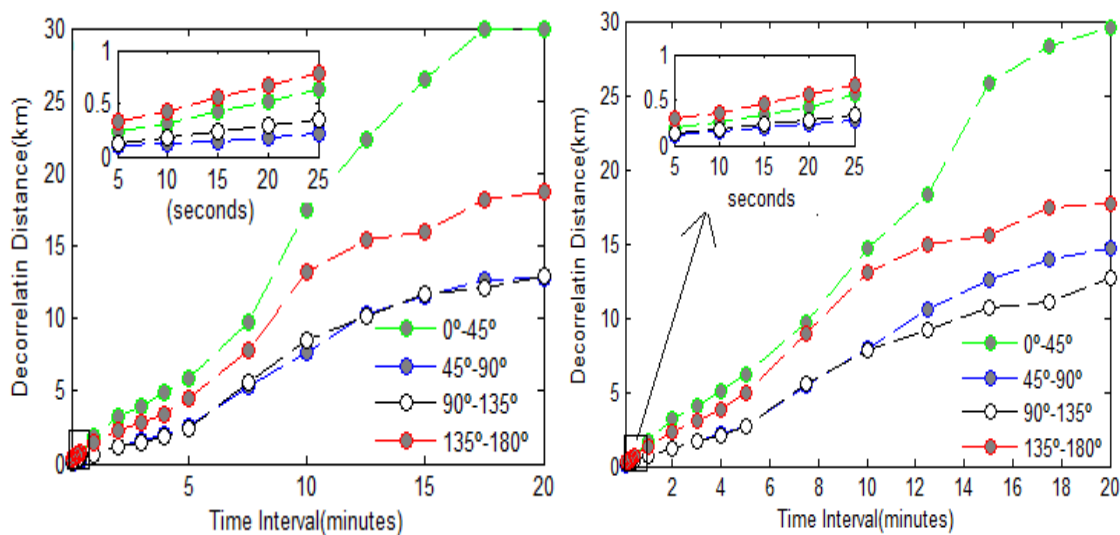 Decorrelatin Distance(km)
30
25
20
15
10
5
0
1
0.5
0
5 10 15 20 25
(seconds)
0º-45º
45º-90º
90º-135º
135º-180º
5 10 15 20
Time Interval(minutes)
Decorrelatin Distance(km)
30
25
20
15
10
5
0
1
0.5
0
5 10 15 20 25
seconds
0º-45º
45º-90º
90º-135º
135º-180º
2 4 6 8 10 12 14 16 18 20
Time Interval(minutes)